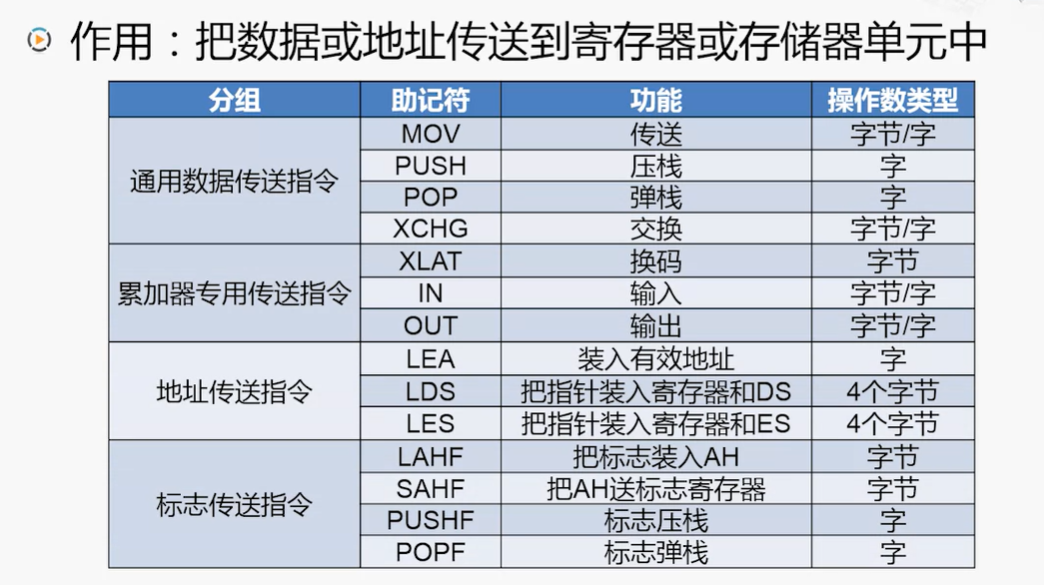 作用：把数据或地址传送到寄存器或存储器单元中
分组 助记符 功能 操作数类型
通用数据传送指令
MOV 传送 字节/字
PUSH 压栈 字
POP 弹栈 字
XCHG 交换 字节/字
累加器专用传送指令
XLAT 换码 字节
IN 输入 字节/字
OUT 输出 字节/字
地址传送指令
LEA 装入有效地址 字
LDS 把指针装入寄存器和DS 4个字节
LES 把指针装入寄存器和ES 4个字节
标志传送指令
LAHF 把标志装入AH 字节
SAHF 把AH送标志寄存器 字节
PUSHF 标志压栈 字
POPF 标志弹栈 字